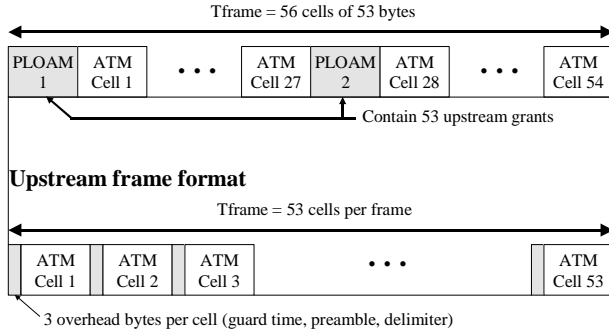 Tframe = 56 cells of 53 bytes
PLOAM 1 ATM Cell 1 • • • ATM Cell 27 PLOAM 2 ATM Cell 28 • • • ATM Cell 54
Contain 53 upstream grants
Upstream frame format
Tframe = 53 cells per frame
ATM Cell 1 ATM Cell 2 ATM Cell 3 • • • ATM Cell 53
3 overhead bytes per cell (guard time, preamble, delimiter)